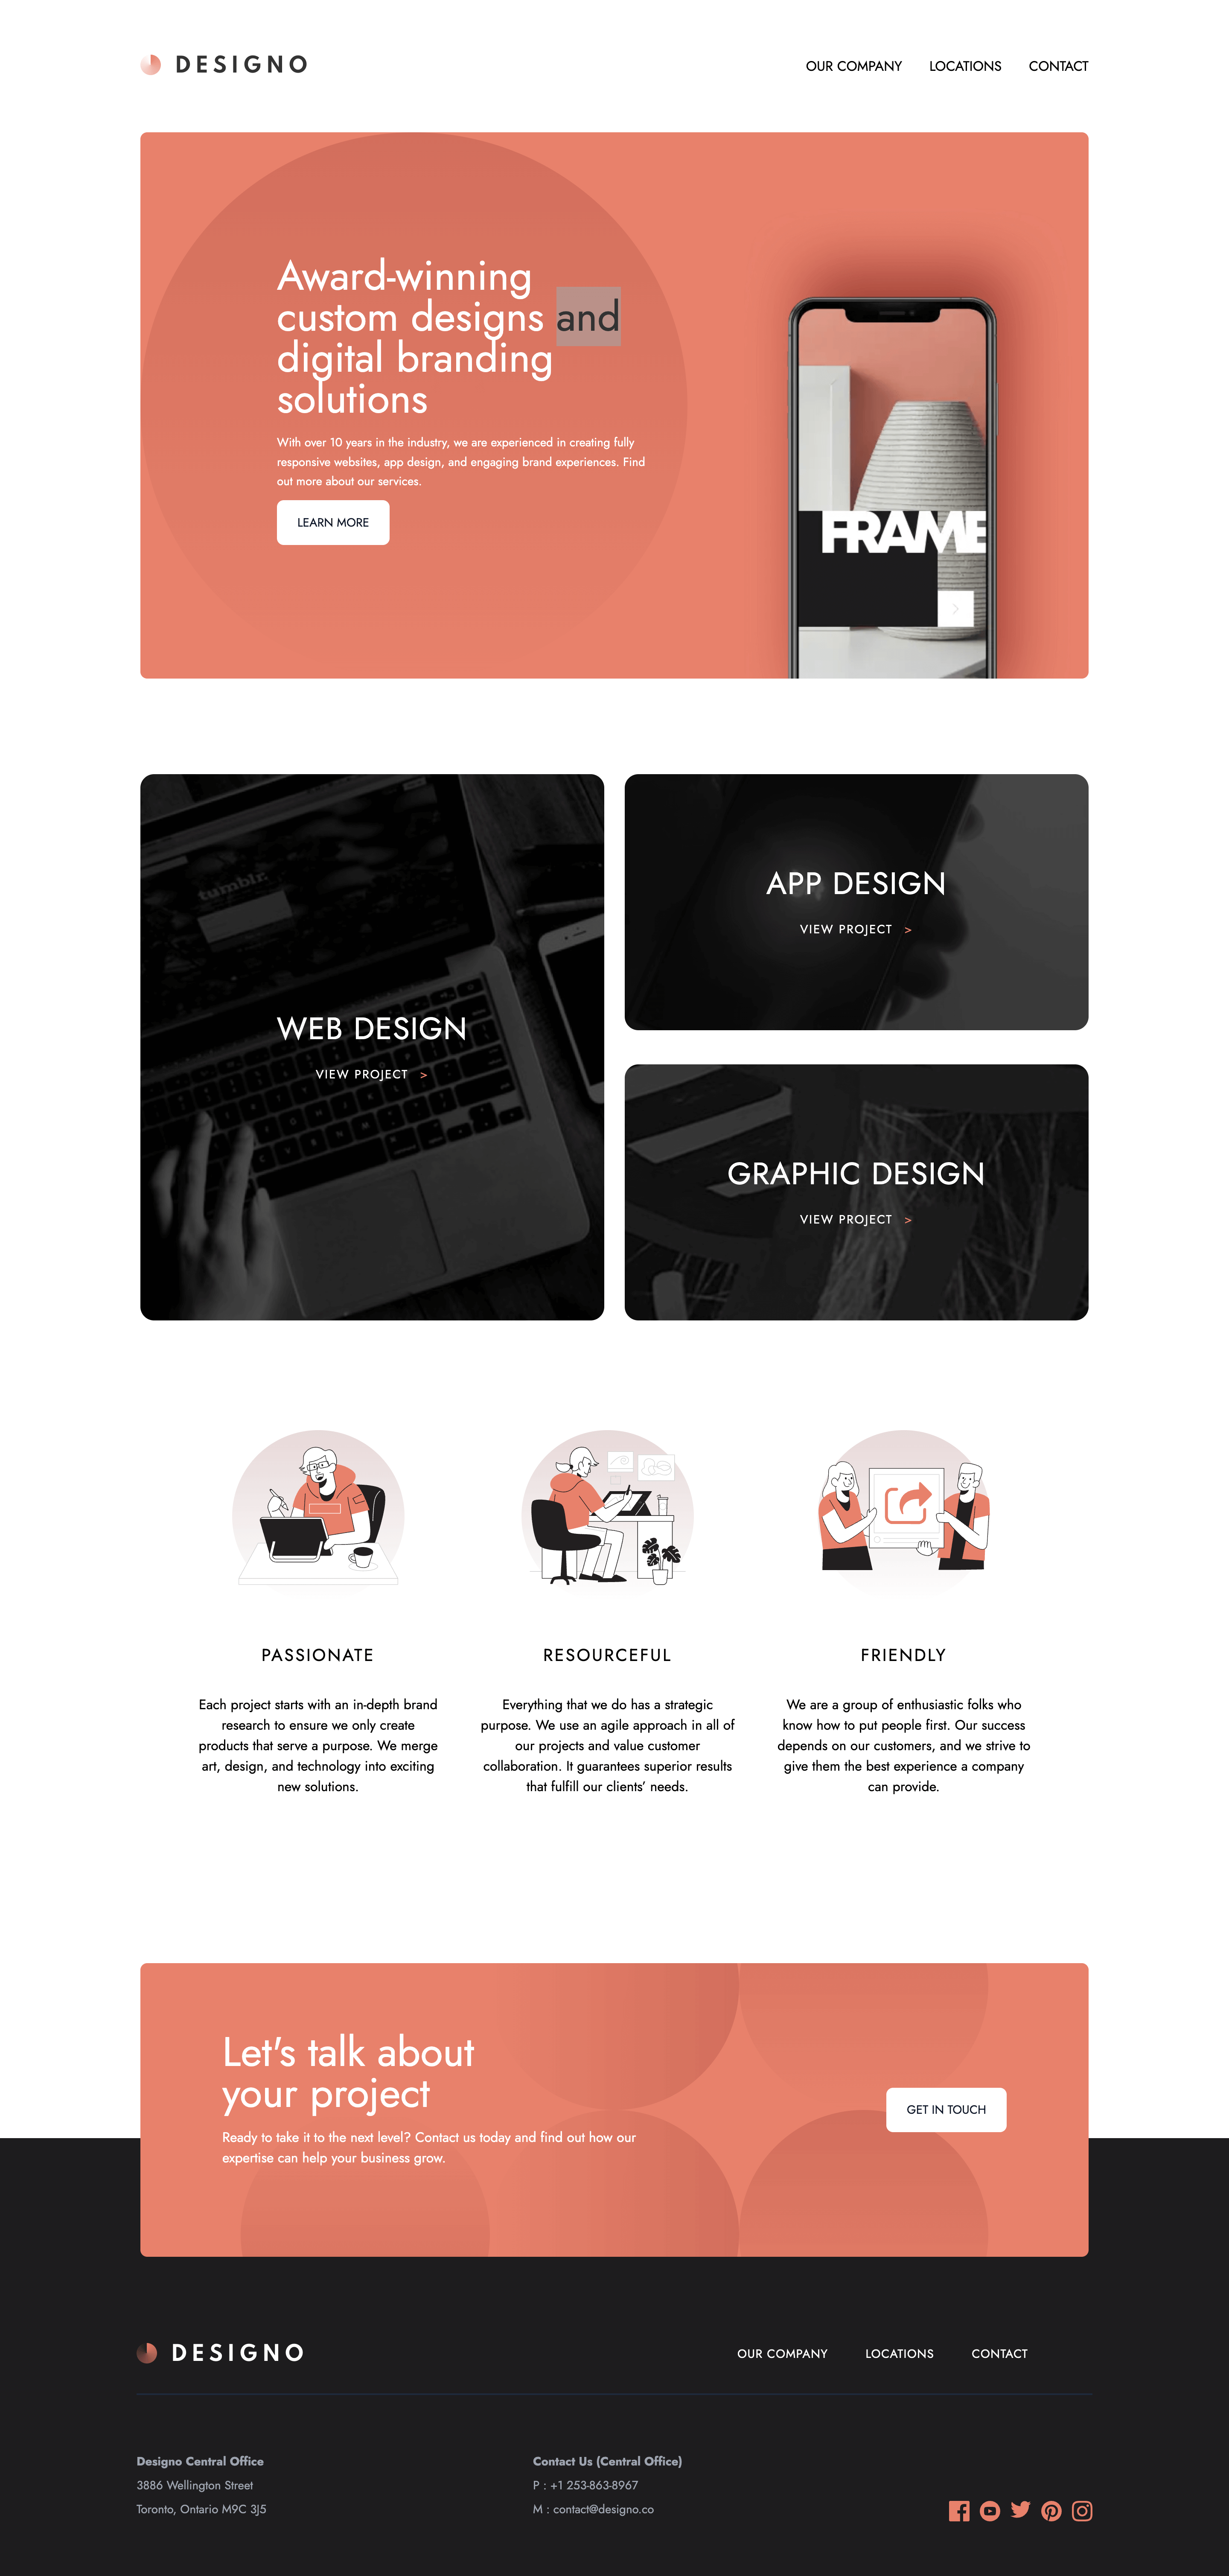 DESIGNO
OUR COMPANY LOCATIONS CONTACT
Award-winning
custom designs and
digital branding
solutions
With over 10 years in the industry, we are experienced in creating fully
responsive websites, app design, and engaging brand experiences. Find
out more about our services.
LEARN MORE
FRAME
tumblr.
WEB DESIGN
VIEW PROJECT >
APP DESIGN
VIEW PROJECT >
GRAPHIC DESIGN
VIEW PROJECT >
PASSIONATE
Each project starts with an in-depth brand
research to ensure we only create
products that serve a purpose. We merge
art, design, and technology into exciting
new solutions.
RESOURCEFUL
Everything that we do has a strategic
purpose. We use an agile approach in all of
our projects and value customer
collaboration. It guarantees superior results
that fulfill our clients’ needs.
FRIENDLY
We are a group of enthusiastic folks who
know how to put people first. Our success
depends on our customers, and we strive to
give them the best experience a company
can provide.
Let's talk about
your project
Ready to take it to the next level? Contact us today and find out how our
expertise can help your business grow.
GET IN TOUCH
DESIGNO
OUR COMPANY LOCATIONS CONTACT
Designo Central Office
3886 Wellington Street
Toronto, Ontario M9C 3J5
Contact Us (Central Office)
P : +1 253-863-8967
M : contact@designo.co